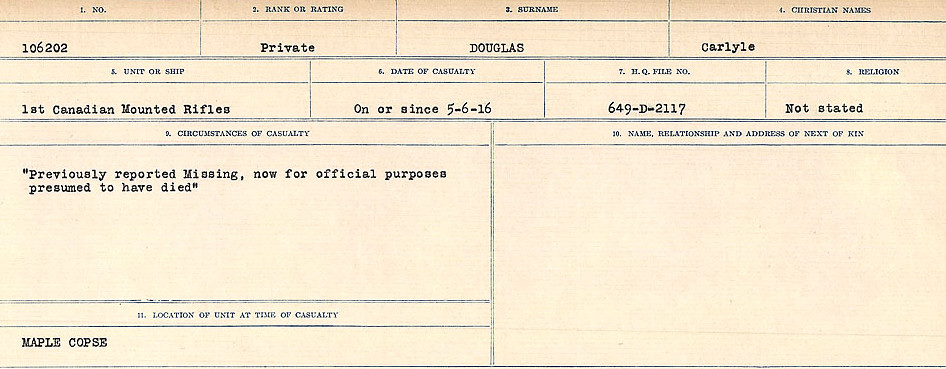 1. NO. 2. RANK OR RATING 3. SURNAME 4. CHRISTIAN NAMES
106202 Private DOUGLAS Carlyle
5. UNIT OR SHIP 6. DATE OF CASUALTY 7. H.Q. FILE NO. 8. RELIGION
1st Canadian Mounted Rifles On or since 5-6-16 649-D-2117 Not stated
9. CIRCUMSTANCES OF CASUALTY 10. NAME, RELATIONSHIP AND ADDRESS OF NEXT OF KIN
"Previously reported Missing, now for official purposes
presumed to have died"
11. LOCATION OF UNIT AT TIME OF CASUALTY
MAPLE COPSE